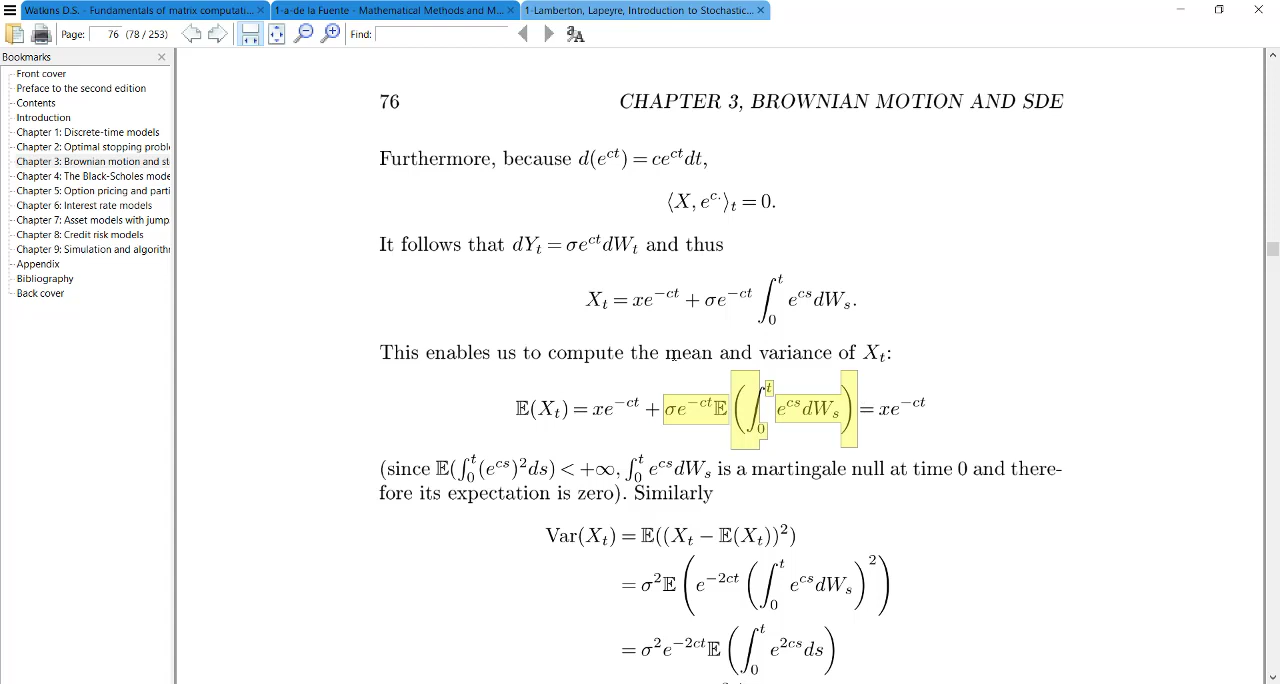 Watkins D.S. - Fundamentals of matrix computati...
1-a-de la Fuente - Mathematical Methods and M...
1-Lamberton, Lapeyre, Introduction to Stochastic...
Page: 76 (78 / 253) Find:
Bookmarks
Front cover
Preface to the second edition
Contents
Introduction
Chapter 1: Discrete-time models
Chapter 2: Optimal stopping probl
Chapter 3: Brownian motion and st
Chapter 4: The Black-Scholes mode
Chapter 5: Option pricing and parti
Chapter 6: Interest rate models
Chapter 7: Asset models with jump
Chapter 8: Credit risk models
Chapter 9: Simulation and algorith
Appendix
Bibliography
Back cover
76 CHAPTER 3, BROWNIAN MOTION AND SDE
Furthermore, because d(e^{ct}) = ce^{ct}dt,
⟨X, e^{c·}⟩_t = 0.
It follows that dY_t = σe^{ct}dW_t and thus
X_t = xe^{−ct} + σe^{−ct} ∫_0^t e^{cs}dW_s.
This enables us to compute the mean and variance of X_t:
𝔼(X_t) = xe^{−ct} + σe^{−ct}𝔼(∫_0^t e^{cs}dW_s) = xe^{−ct}
(since 𝔼(∫_0^t (e^{cs})^2 ds) < +∞, ∫_0^t e^{cs}dW_s is a martingale null at time 0 and there-
fore its expectation is zero). Similarly
Var(X_t) = 𝔼((X_t − 𝔼(X_t))^2)
= σ^2𝔼(e^{−2ct}(∫_0^t e^{cs}dW_s)^2)
= σ^2e^{−2ct}𝔼(∫_0^t e^{2cs}ds)